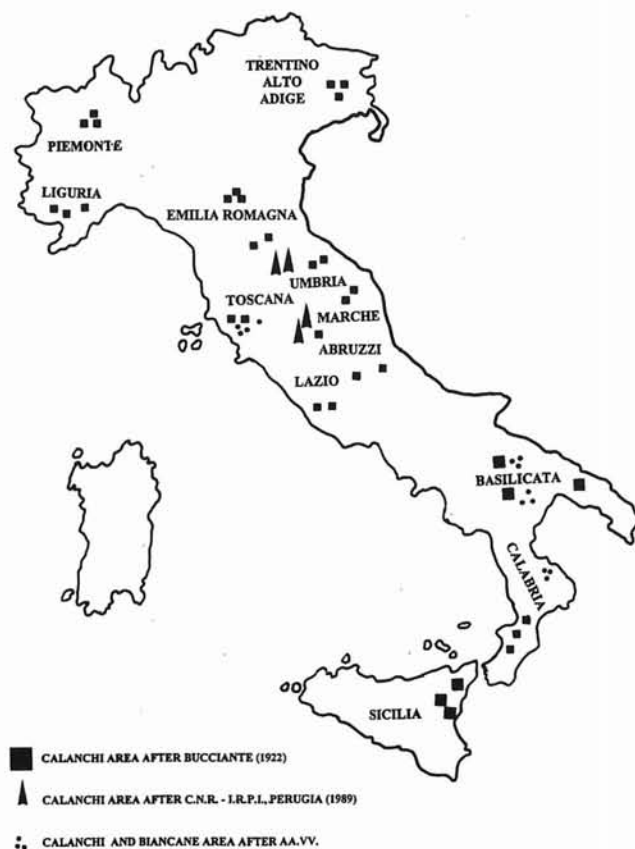 TRENTINO
ALTO
ADIGE
PIEMONTE
LIGURIA
EMILIA ROMAGNA
UMBRIA
TOSCANA
MARCHE
ABRUZZI
LAZIO
BASILICATA
CALABRIA
SICILIA
CALANCHI AREA AFTER BUCCIANTE (1922)
CALANCHI AREA AFTER C.N.R. - I.R.P.I., PERUGIA (1989)
CALANCHI AND BIANCANE AREA AFTER AA.VV.